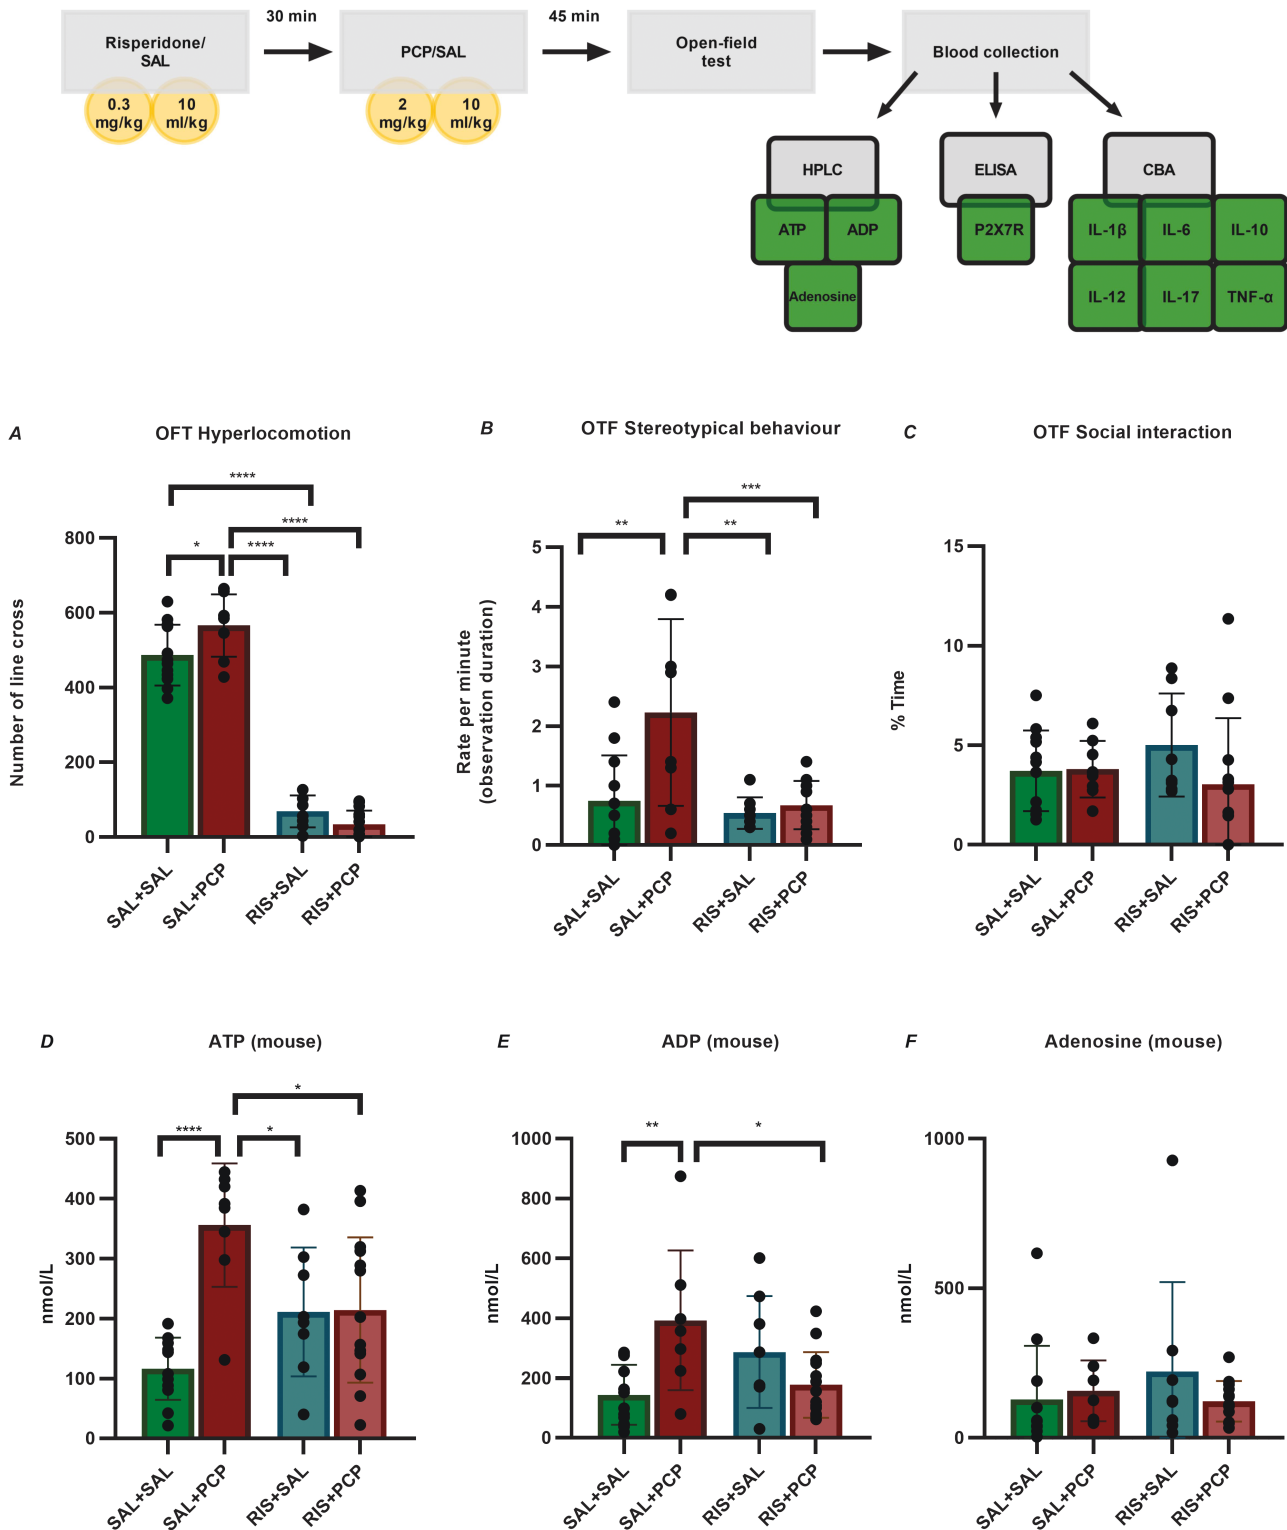 30 min
45 min
Risperidone/
SAL
PCP/SAL
Open-field
test
Blood collection
0.3
mg/kg
10
ml/kg
2
mg/kg
10
ml/kg
HPLC
ELISA
CBA
ATP
ADP
P2X7R
IL-1β
IL-6
IL-10
Adenosine
IL-12
IL-17
TNF-α
A
OFT Hyperlocomotion
****
****
*
****
Number of line cross
800
600
400
200
0
SAL+SAL
SAL+PCP
RIS+SAL
RIS+PCP
B
OTF Stereotypical behaviour
***
**
**
Rate per minute
(observation duration)
5
4
3
2
1
0
SAL+SAL
SAL+PCP
RIS+SAL
RIS+PCP
C
OTF Social interaction
% Time
15
10
5
0
SAL+SAL
SAL+PCP
RIS+SAL
RIS+PCP
D
ATP (mouse)
*
****
*
nmol/L
500
400
300
200
100
0
SAL+SAL
SAL+PCP
RIS+SAL
RIS+PCP
E
ADP (mouse)
**
*
nmol/L
1000
800
600
400
200
0
SAL+SAL
SAL+PCP
RIS+SAL
RIS+PCP
F
Adenosine (mouse)
nmol/L
1000
500
0
SAL+SAL
SAL+PCP
RIS+SAL
RIS+PCP